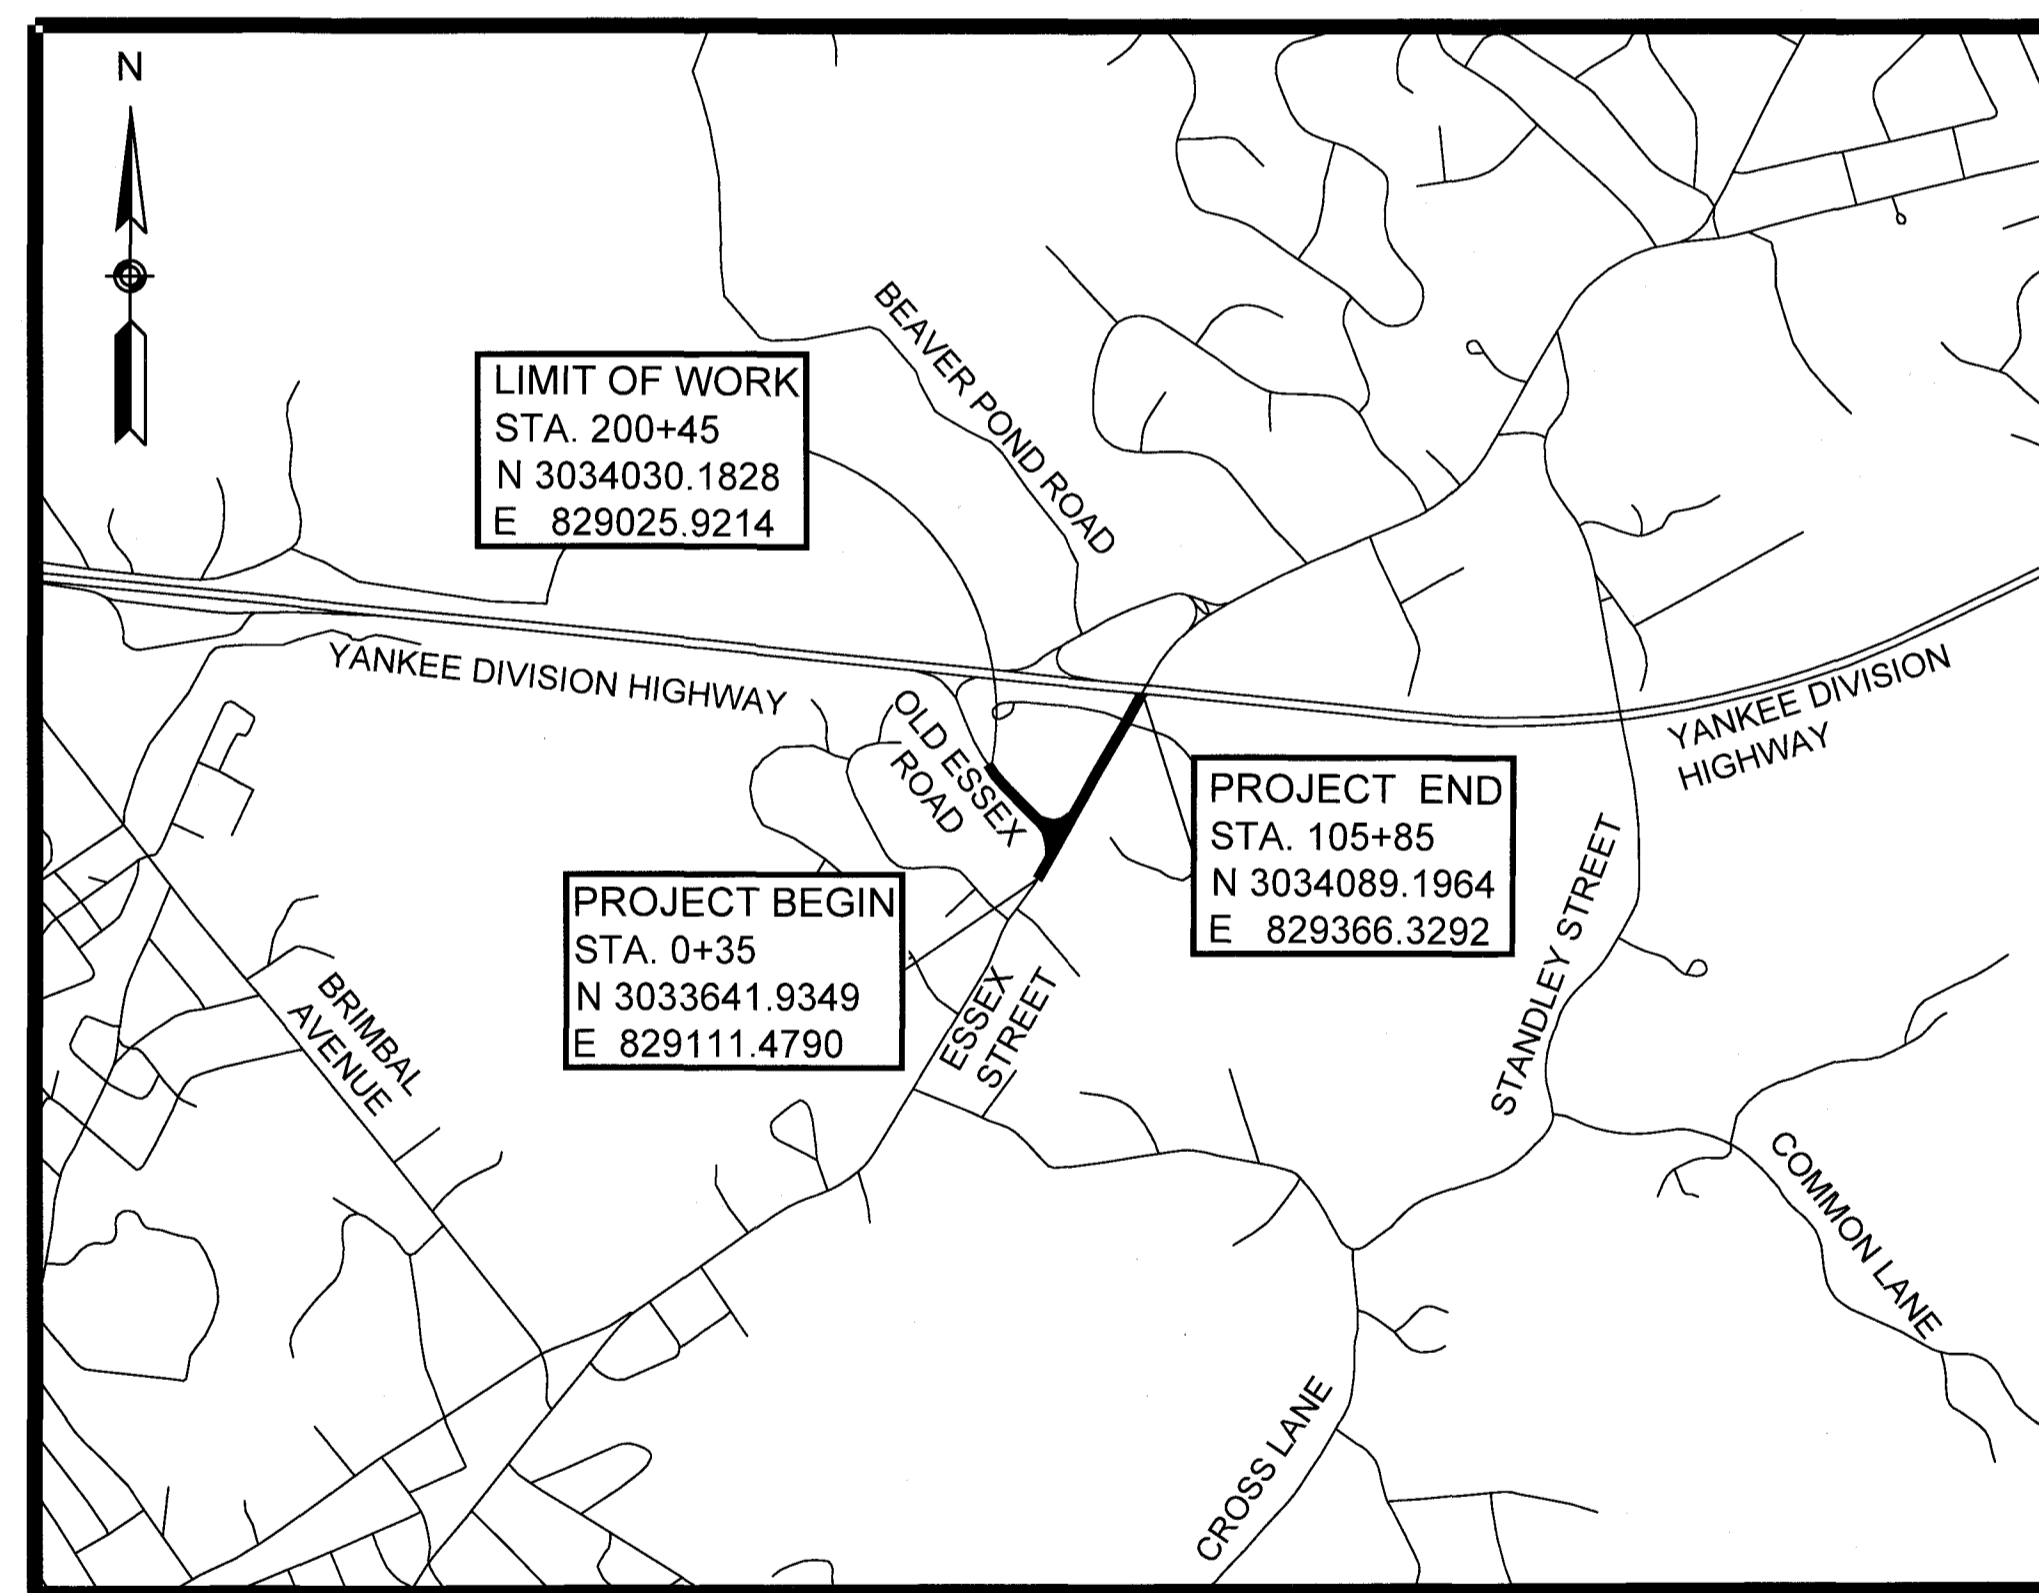 N
BEAVER POND ROAD
LIMIT OF WORK
STA. 200+45
N 3034030.1828
E 829025.9214
YANKEE DIVISION HIGHWAY
OLD ESSEX
ROAD
YANKEE DIVISION
HIGHWAY
PROJECT END
STA. 105+85
N 3034089.1964
E 829366.3292
PROJECT BEGIN
STA. 0+35
N 3033641.9349
E 829111.4790
STANDLEY STREET
BRIMBAL
AVENUE
ESSEX
STREET
COMMON LANE
CROSS LANE